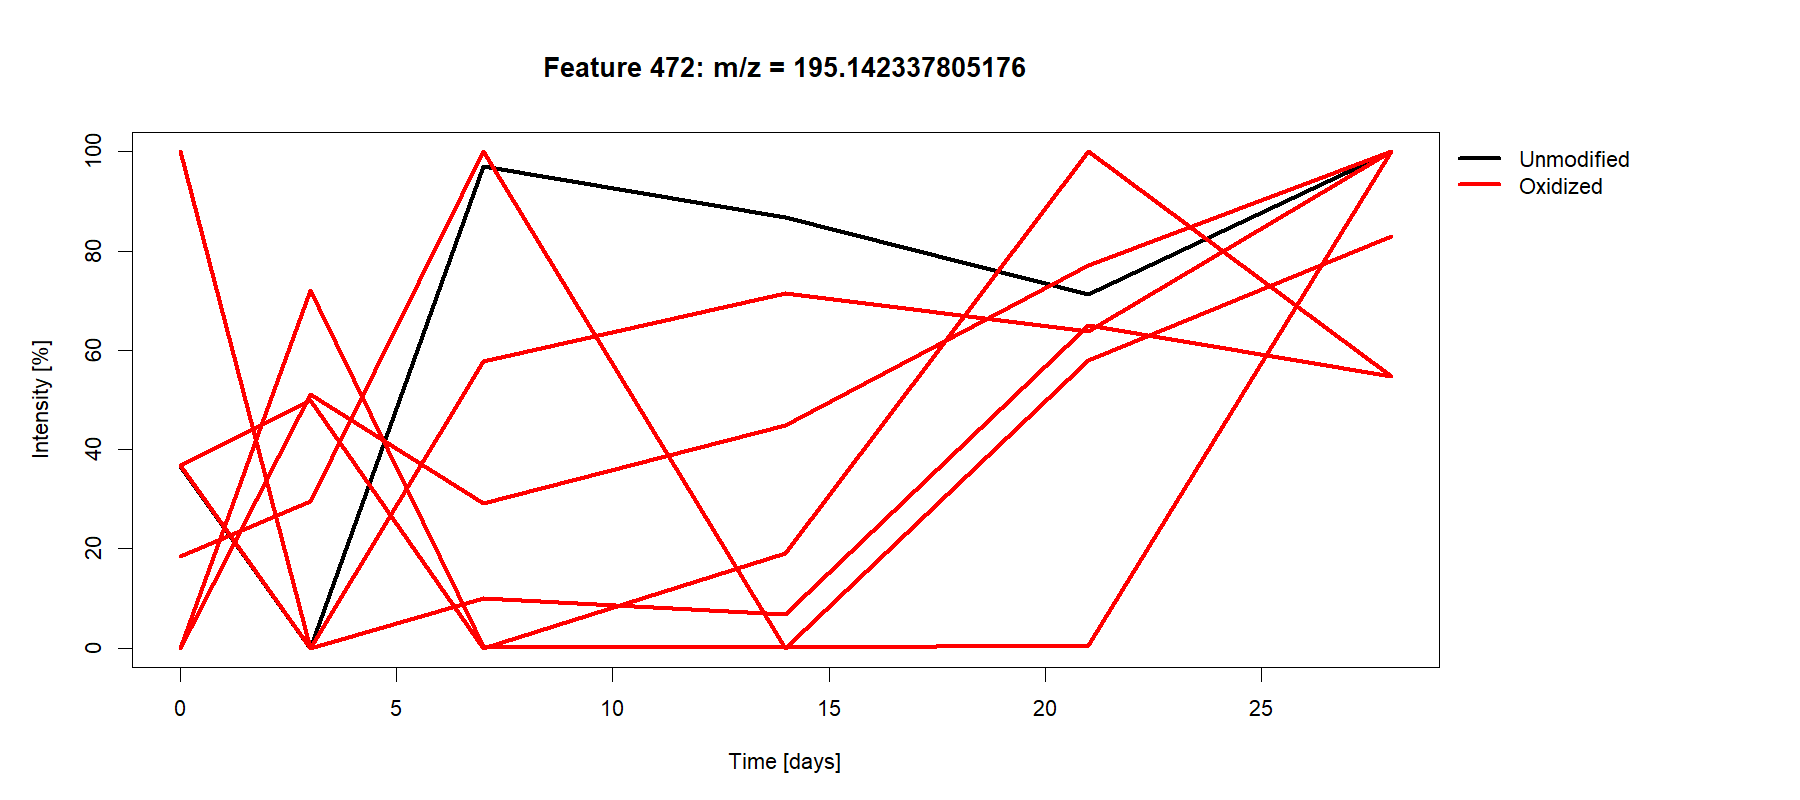 Feature 472: m/z = 195.142337805176
Unmodified
Oxidized
Intensity [%]
100
80
60
40
20
0
0 5 10 15 20 25
Time [days]